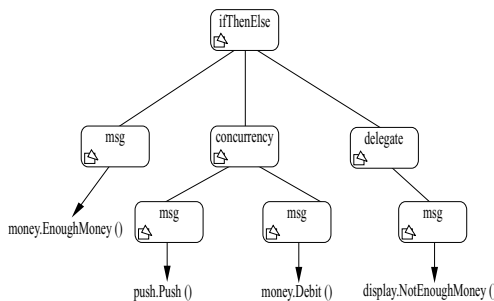 ifThenElse
msg
concurrency
delegate
money.EnoughMoney ()
msg
msg
msg
push.Push ()
money.Debit ()
display.NotEnoughMoney ()